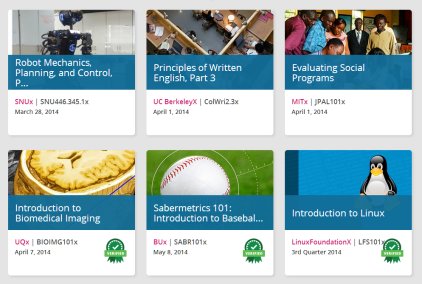 Robot Mechanics,
Planning, and Control,
P...
SNUx | SNU446.345.1x
March 28, 2014
Principles of Written
English, Part 3
UC BerkeleyX | ColWri2.3x
April 1, 2014
Evaluating Social
Programs
MITx | JPAL101x
April 1, 2014
Introduction to
Biomedical Imaging
UQx | BIOIMG101x
April 7, 2014
VERIFIED
Sabermetrics 101:
Introduction to Basebal...
BUx | SABR101x
May 8, 2014
VERIFIED
Introduction to Linux
LinuxFoundationX | LFS101x
3rd Quarter 2014
VERIFIED